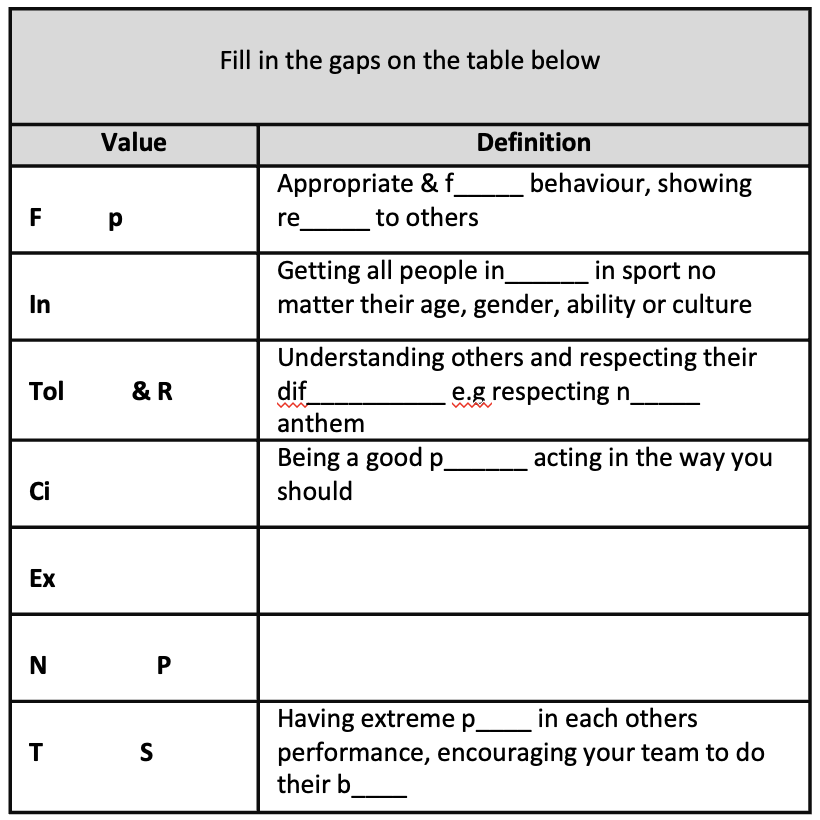 Fill in the gaps on the table below
Value Definition
Appropriate & f_____ behaviour, showing
F p re_____ to others
Getting all people in______ in sport no
In matter their age, gender, ability or culture
Understanding others and respecting their
Tol & R dif__________ e.g respecting n_____
anthem
Being a good p______ acting in the way you
Ci should
Ex
N P
Having extreme p____ in each others
T S performance, encouraging your team to do
their b____